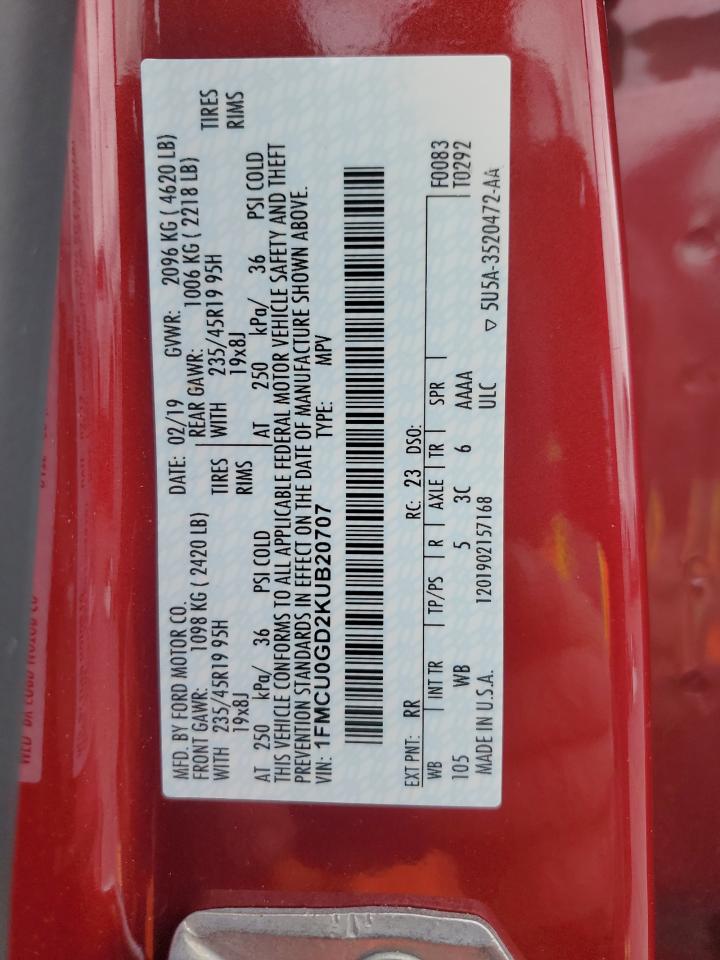 MFD. BY FORD MOTOR CO. DATE: 02/19 GVWR: 2096 KG ( 4620 LB)
FRONT GAWR: 1098 KG ( 2420 LB) REAR GAWR: 1006 KG ( 2218 LB)
WITH 235/45R19 95H TIRES WITH 235/45R19 95H TIRES
19x8J RIMS 19x8J RIMS
AT 250 kPa/ 36 PSI COLD AT 250 kPa/ 36 PSI COLD
THIS VEHICLE CONFORMS TO ALL APPLICABLE FEDERAL MOTOR VEHICLE SAFETY AND THEFT
PREVENTION STANDARDS IN EFFECT ON THE DATE OF MANUFACTURE SHOWN ABOVE.
VIN: 1FMCU0GD2KUB20707 TYPE: MPV
EXT PNT: RR RC: 23 DSO: F0083
WB INT TR TP/PS R AXLE TR SPR T0292
105 WB 5 3C 6 AAAA
MADE IN U.S.A. 1201902157168 ULC ▽ 5U5A-3520472-AA